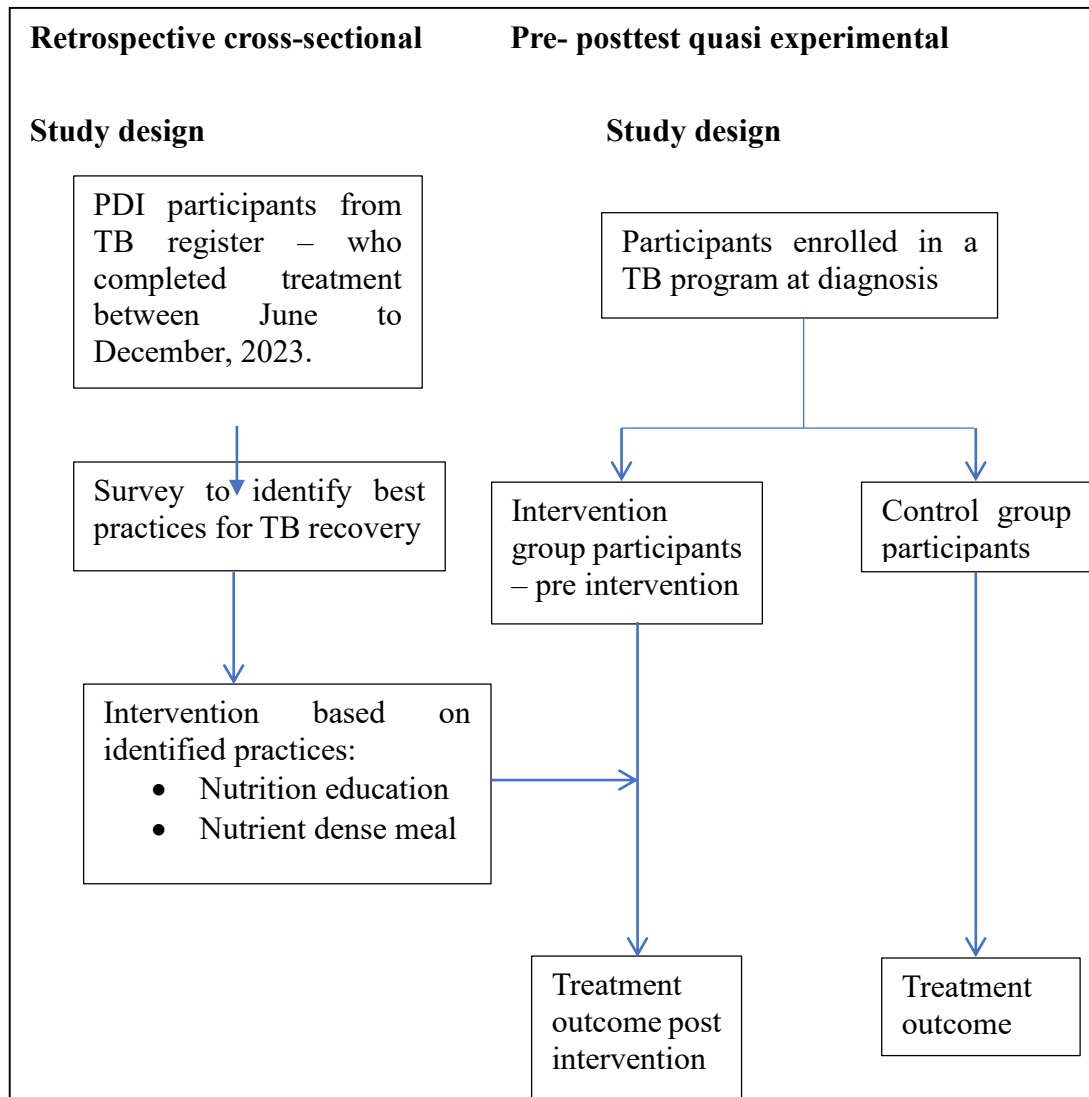 Retrospective cross-sectional
Study design
PDI participants from
TB register – who
completed treatment
between June to
December, 2023.
Survey to identify best
practices for TB recovery
Intervention based on
identified practices:
• Nutrition education
• Nutrient dense meal
Pre- posttest quasi experimental
Study design
Participants enrolled in a
TB program at diagnosis
Intervention
group participants
– pre intervention
Control group
participants
Treatment
outcome post
intervention
Treatment
outcome